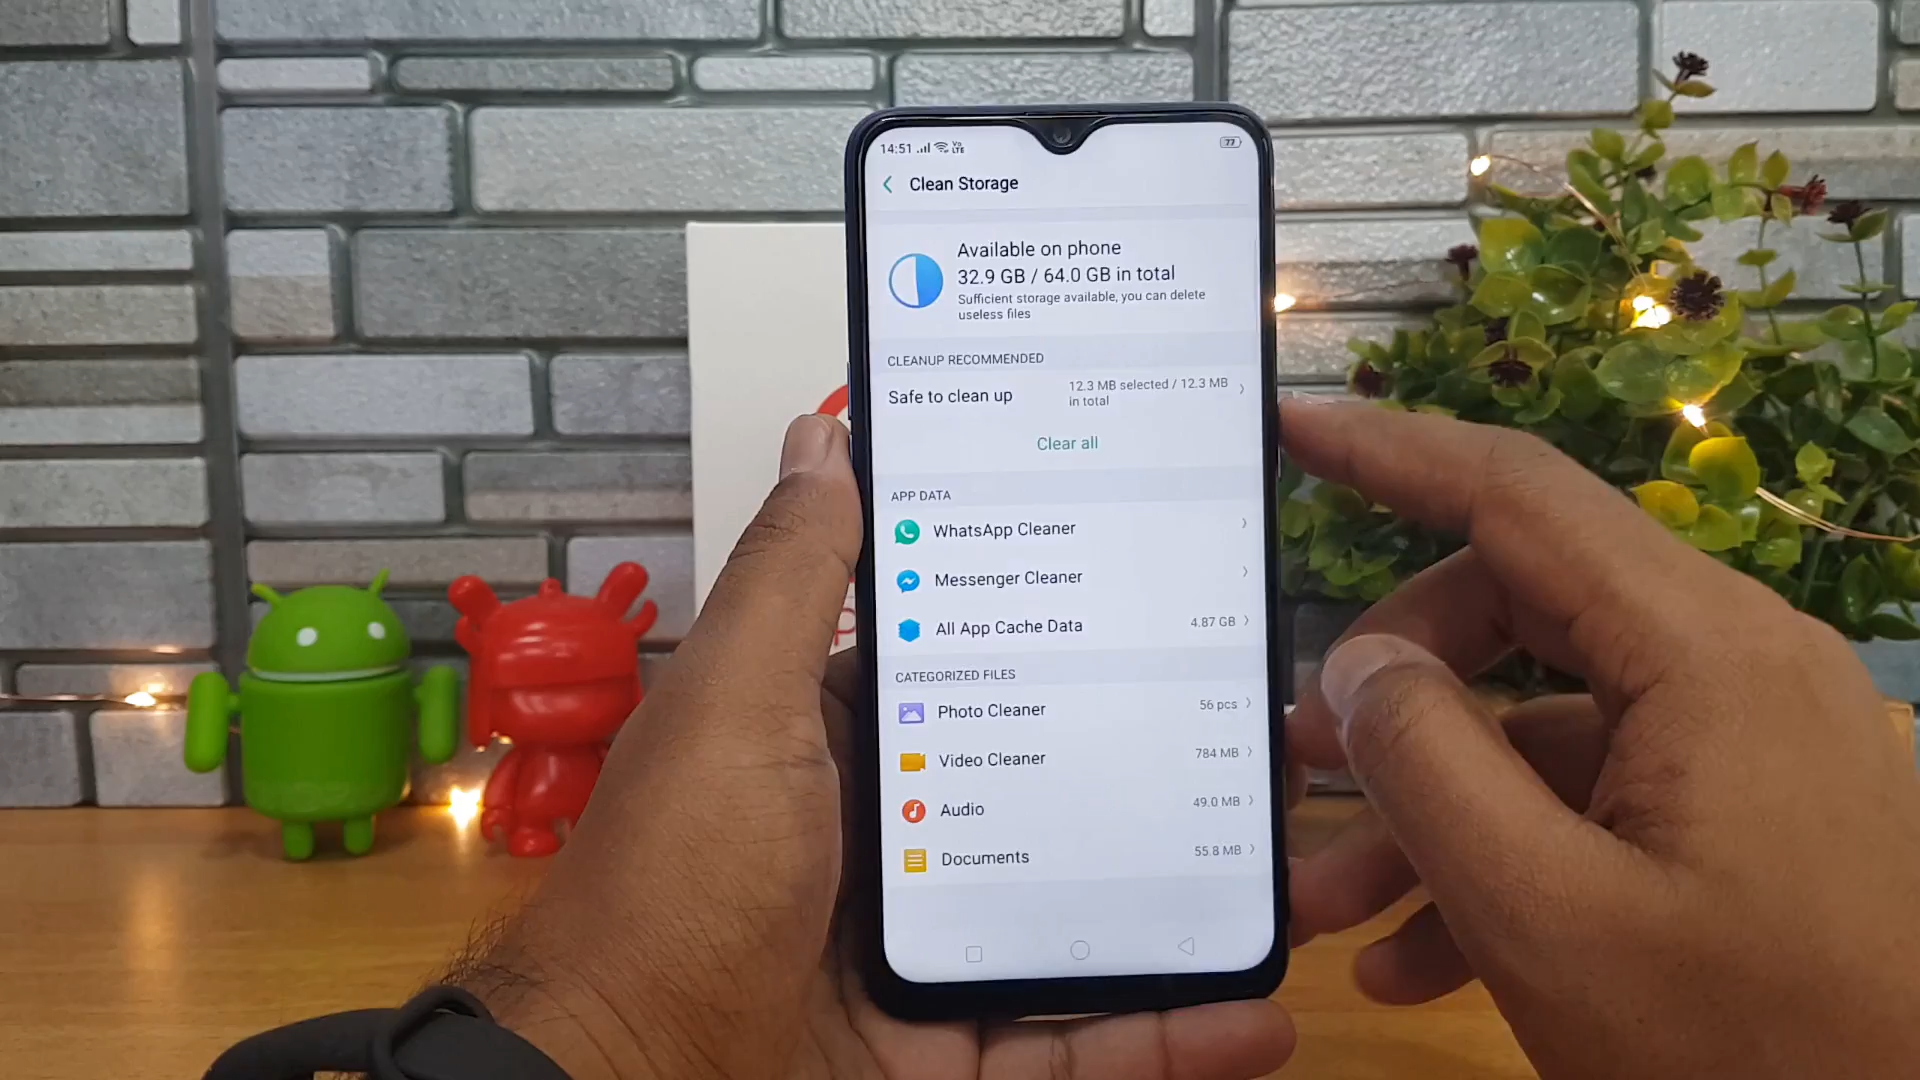 14:51 Vo LTE 77
Clean Storage
Available on phone
32.9 GB / 64.0 GB in total
Sufficient storage available, you can delete
useless files
CLEANUP RECOMMENDED
Safe to clean up 12.3 MB selected / 12.3 MB
in total
Clear all
APP DATA
WhatsApp Cleaner
Messenger Cleaner
All App Cache Data 4.87 GB
CATEGORIZED FILES
Photo Cleaner 56 pcs
Video Cleaner 784 MB
Audio 49.0 MB
Documents 55.8 MB